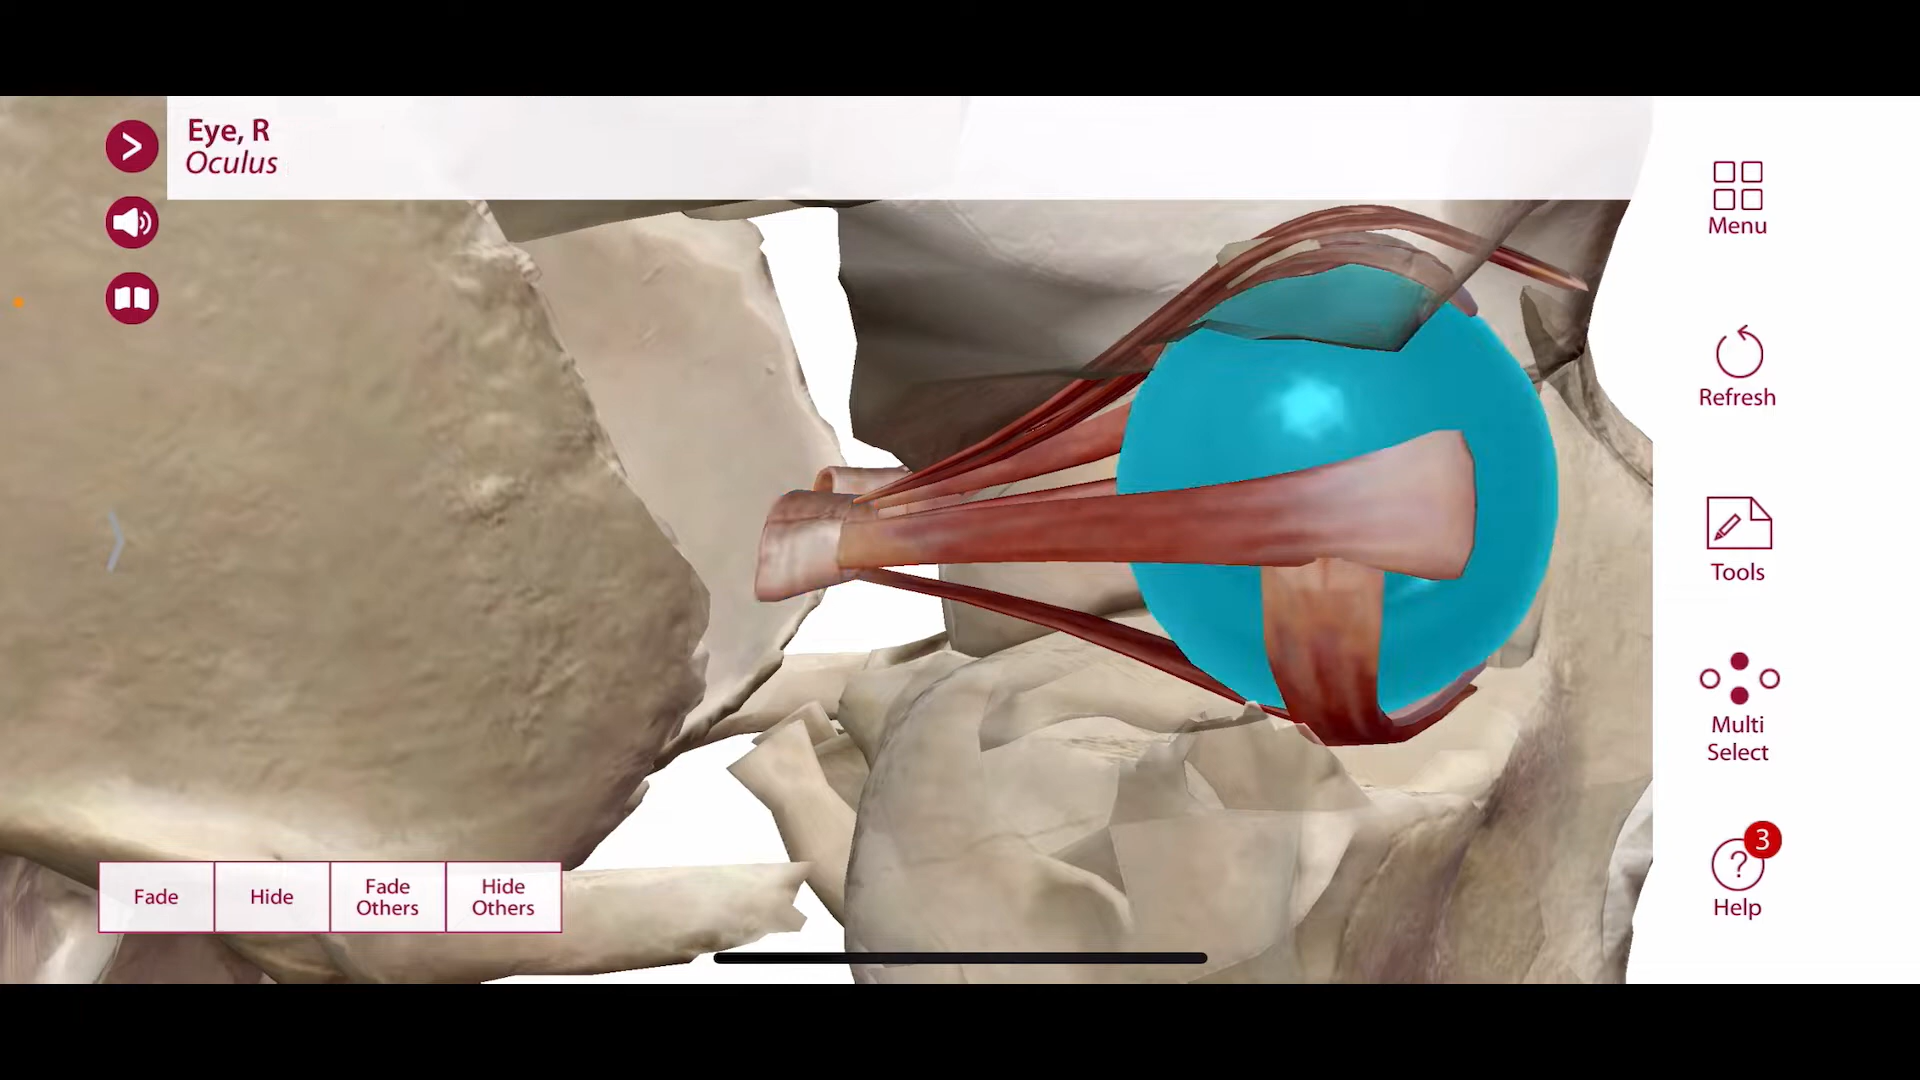 Eye, R
Oculus
Menu
Refresh
Tools
Multi
Select
3
?
Help
Fade
Hide
Fade
Others
Hide
Others